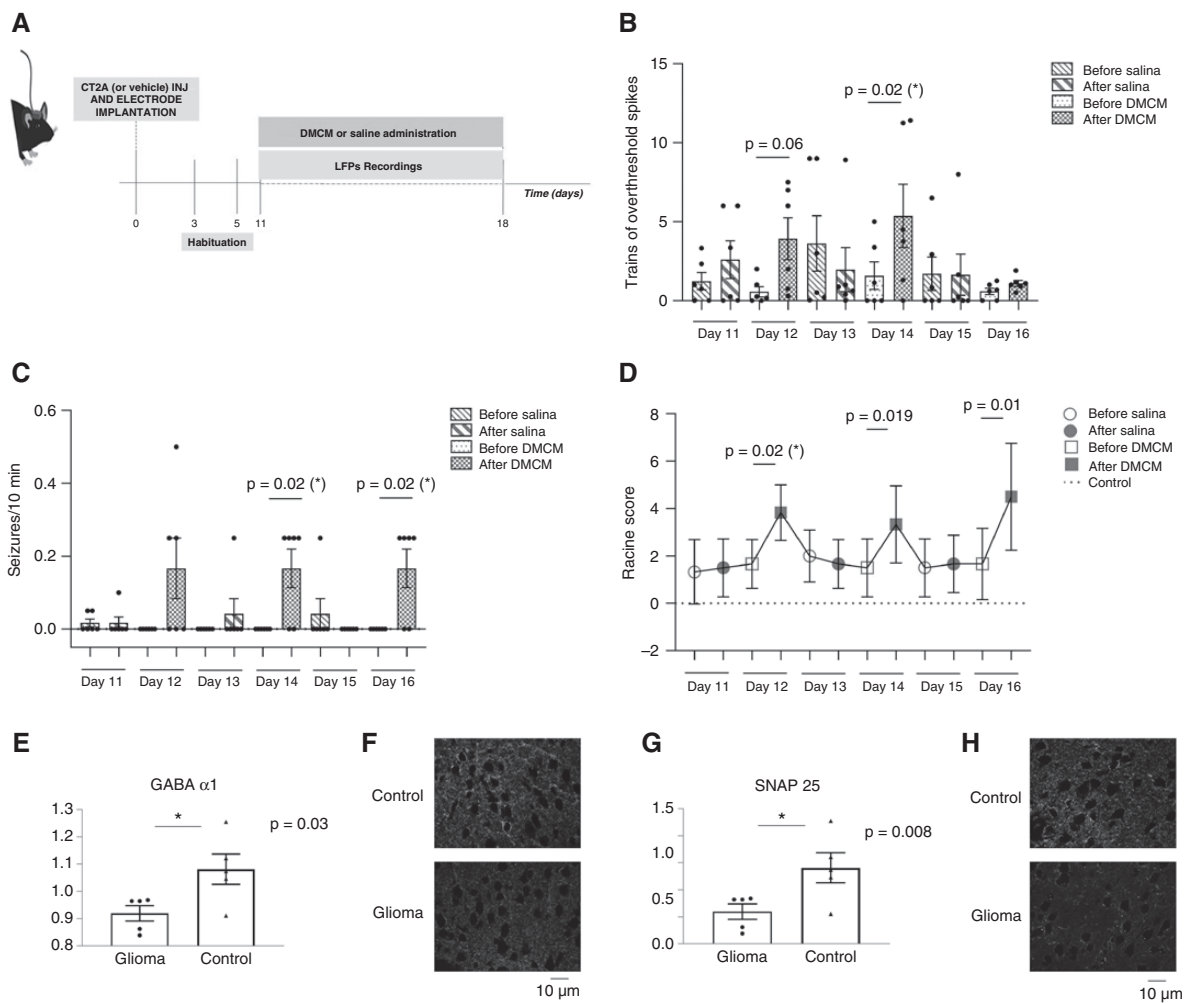 A
CT2A (or vehicle) INJ
AND ELECTRODE
IMPLANTATION
DMCM or saline administration
LFPs Recordings
Time (days)
0
3
5
11
18
Habituation
B
Trains of overthreshold spikes
15
10
5
0
p = 0.06
p = 0.02 (*)
Day 11
Day 12
Day 13
Day 14
Day 15
Day 16
Before salina
After salina
Before DMCM
After DMCM
C
Seizures/10 min
0.6
0.4
0.2
0.0
p = 0.02 (*)
p = 0.02 (*)
Day 11
Day 12
Day 13
Day 14
Day 15
Day 16
Before salina
After salina
Before DMCM
After DMCM
D
Racine score
8
6
4
2
0
−2
p = 0.02 (*)
p = 0.019
p = 0.01
Day 11
Day 12
Day 13
Day 14
Day 15
Day 16
Before salina
After salina
Before DMCM
After DMCM
Control
E
GABA α1
1.3
1.2
1.1
1.0
0.9
0.8
*
p = 0.03
Glioma
Control
F
Control
Glioma
10 μm
G
SNAP 25
1.5
1.0
0.5
0.0
*
p = 0.008
Glioma
Control
H
Control
Glioma
10 μm